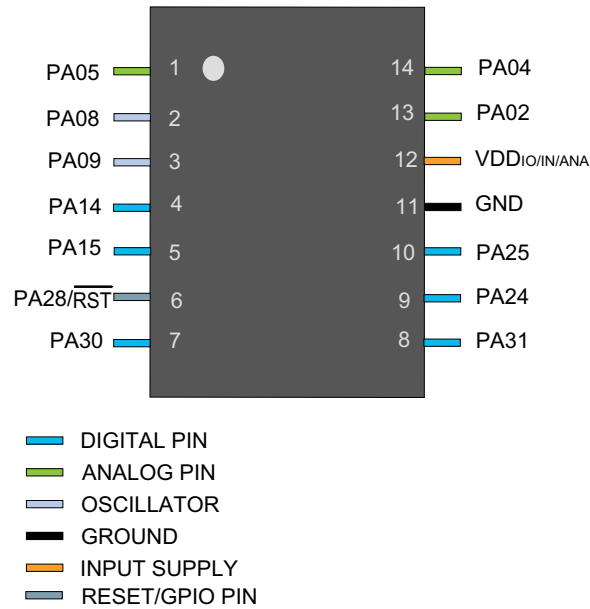 PA05 1 14 PA04
PA08 2 13 PA02
PA09 3 12 VDDIO/IN/ANA
PA14 4 11 GND
PA15 5 10 PA25
PA28/RST 6 9 PA24
PA30 7 8 PA31
DIGITAL PIN
ANALOG PIN
OSCILLATOR
GROUND
INPUT SUPPLY
RESET/GPIO PIN